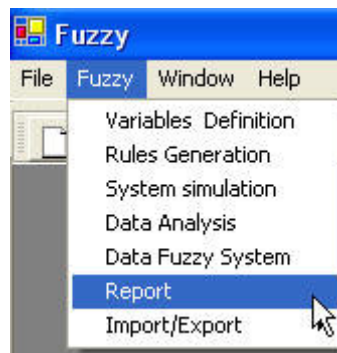 Fuzzy
File Fuzzy Window Help
Variables Definition
Rules Generation
System simulation
Data Analysis
Data Fuzzy System
Report
Import/Export